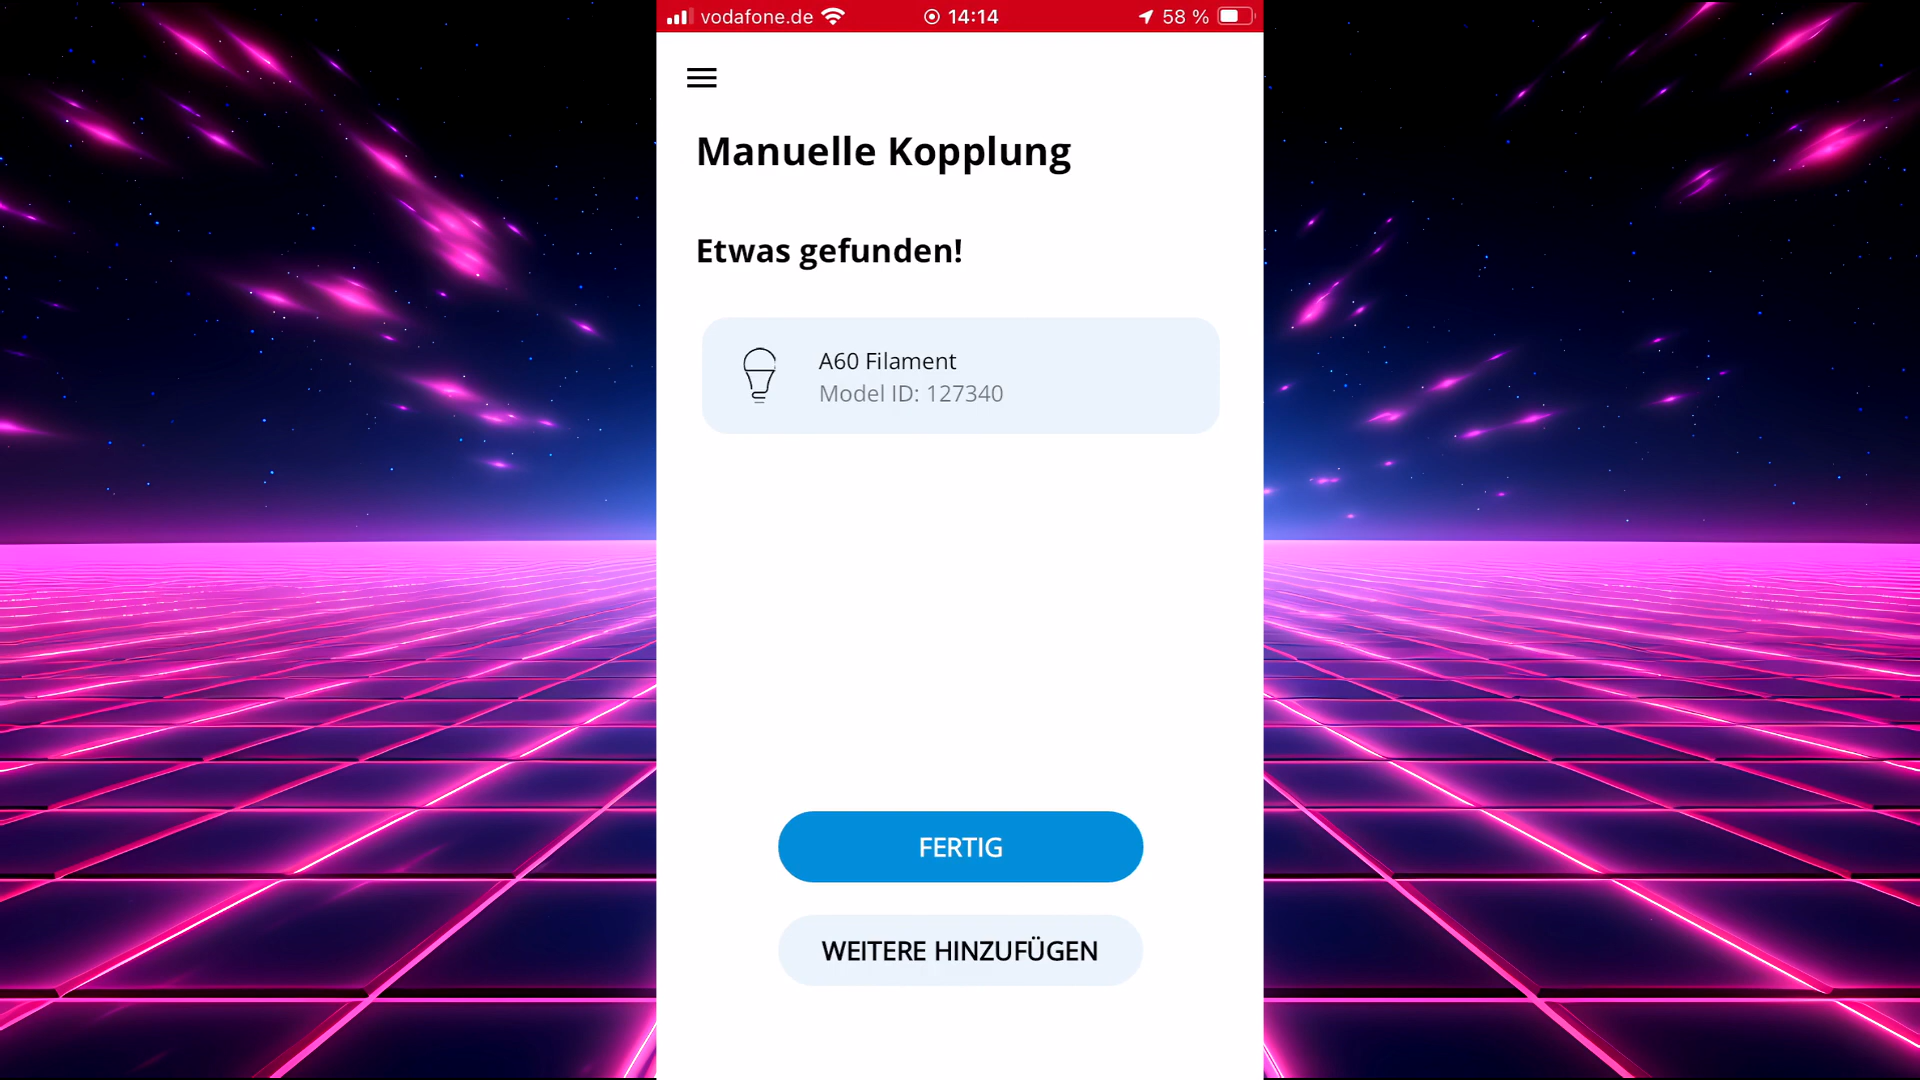 vodafone.de 14:14 58 %
Manuelle Kopplung
Etwas gefunden!
A60 Filament
Model ID: 127340
FERTIG
WEITERE HINZUFÜGEN